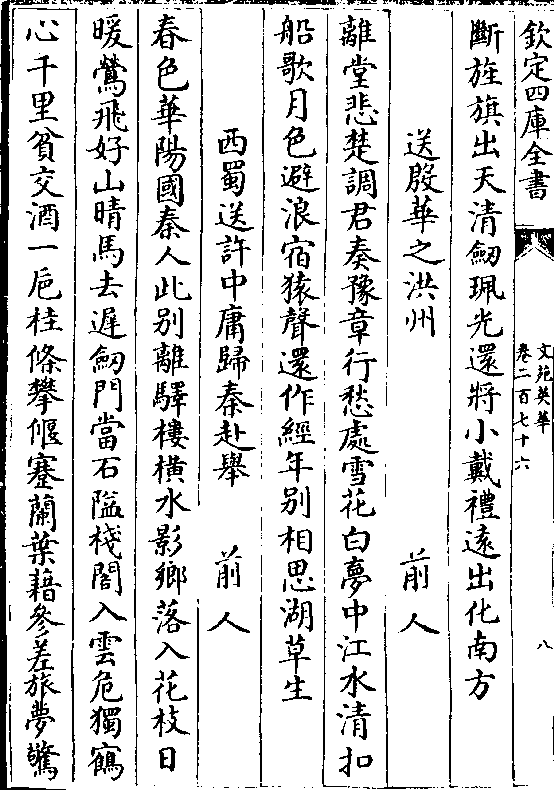 欽定四庫全書
文苑英華
卷二百七十六
八
斷旌旗出天清劒珮光還將小戴禮遠出化南方
送殷華之洪州 前人
離堂悲楚調君奏豫章行愁處雪花白夢中江水清扣
船歌月色避浪宿猿聲還作經年別相思湖草生
西蜀送許中庸歸秦赴舉 前人
春色華陽國秦人此别離驛樓橫水影鄉落入花枝日
暖鶯飛好山晴馬去遲劒門當石隘棧閣入雲危獨鶴
心千里貧交酒一巵桂條攀偃蹇蘭葉藉參差旅夢驚